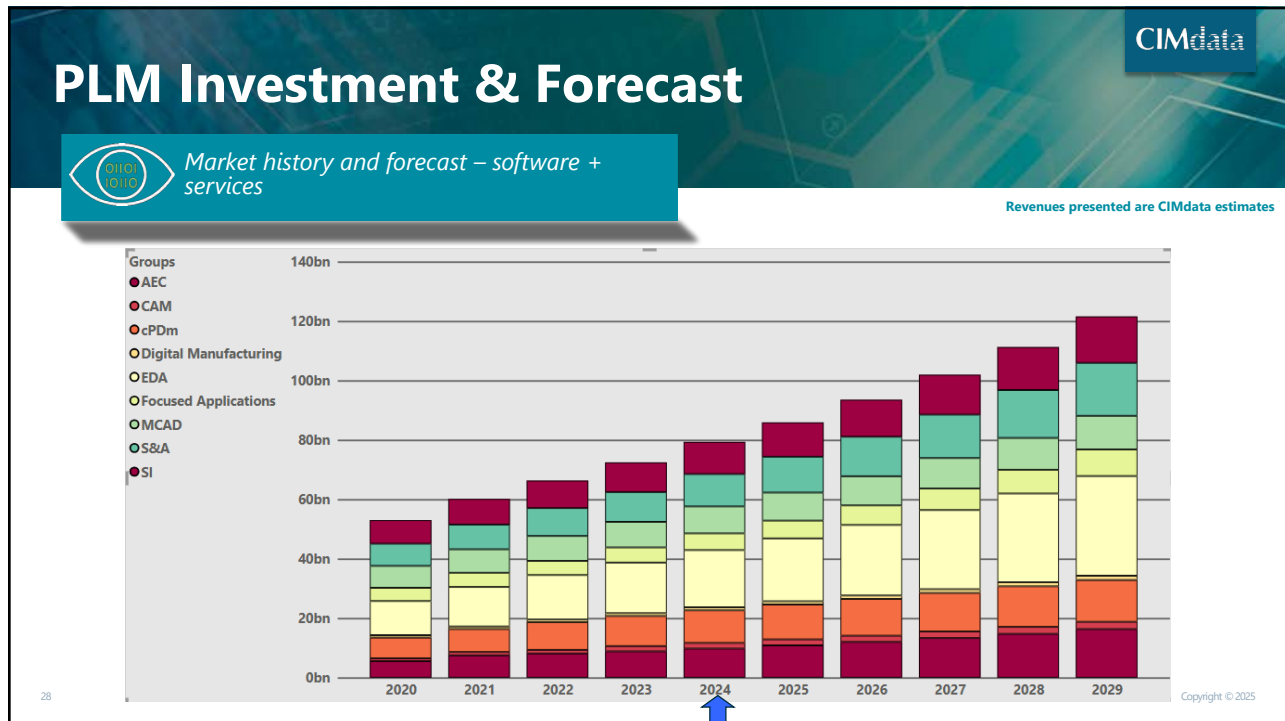 CIMdata
PLM Investment & Forecast
01101
10110
Market history and forecast – software +
services
Revenues presented are CIMdata estimates
Groups
AEC
CAM
cPDm
Digital Manufacturing
EDA
Focused Applications
MCAD
S&A
SI
140bn
120bn
100bn
80bn
60bn
40bn
20bn
0bn
2020 2021 2022 2023 2024 2025 2026 2027 2028 2029
28
Copyright © 2025